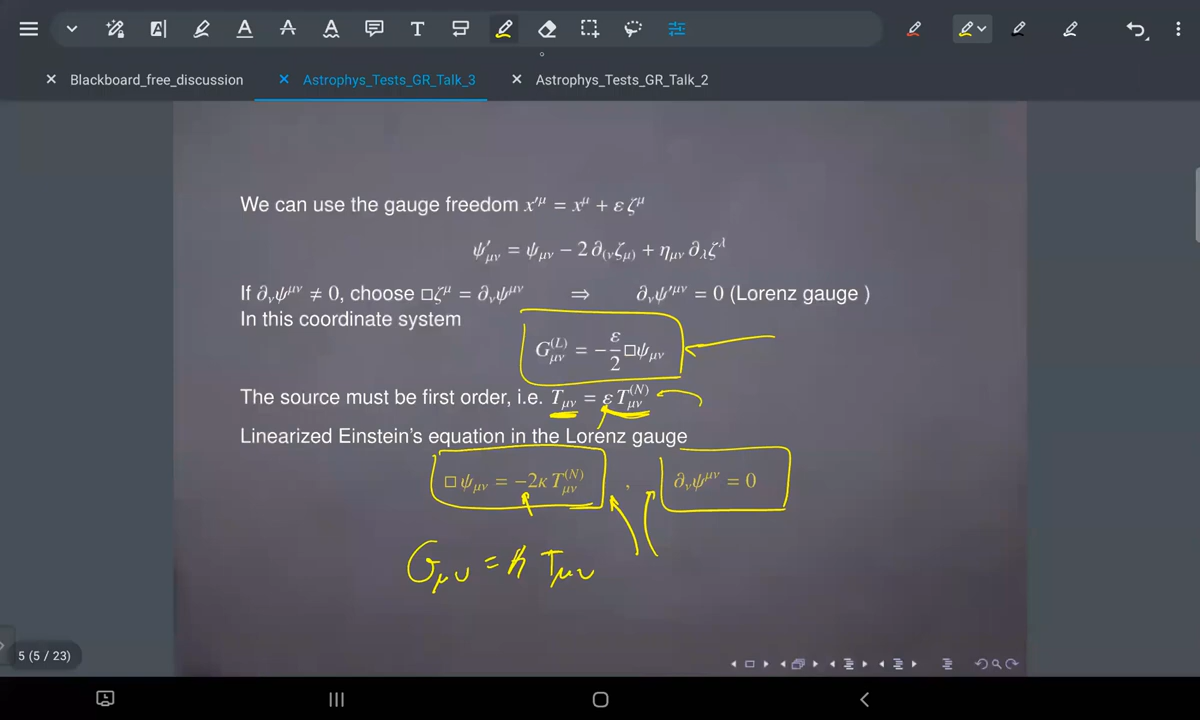 Blackboard_free_discussion
Astrophys_Tests_GR_Talk_3
Astrophys_Tests_GR_Talk_2
We can use the gauge freedom x′^μ = x^μ + ε ζ^μ
ψ′_μν = ψ_μν − 2 ∂_(ν ζ_μ) + η_μν ∂_λ ζ^λ
If ∂_ν ψ^μν ≠ 0, choose □ζ^μ = ∂_ν ψ^μν ⇒ ∂_ν ψ′^μν = 0 (Lorenz gauge )
In this coordinate system
G_μν^(L) = − ε/2 □ψ_μν
The source must be first order, i.e. T_μν = ε T_μν^(N)
Linearized Einstein's equation in the Lorenz gauge
□ ψ_μν = −2κ T_μν^(N) , ∂_ν ψ^μν = 0
G_μν = κ T_μν
5 (5 / 23)